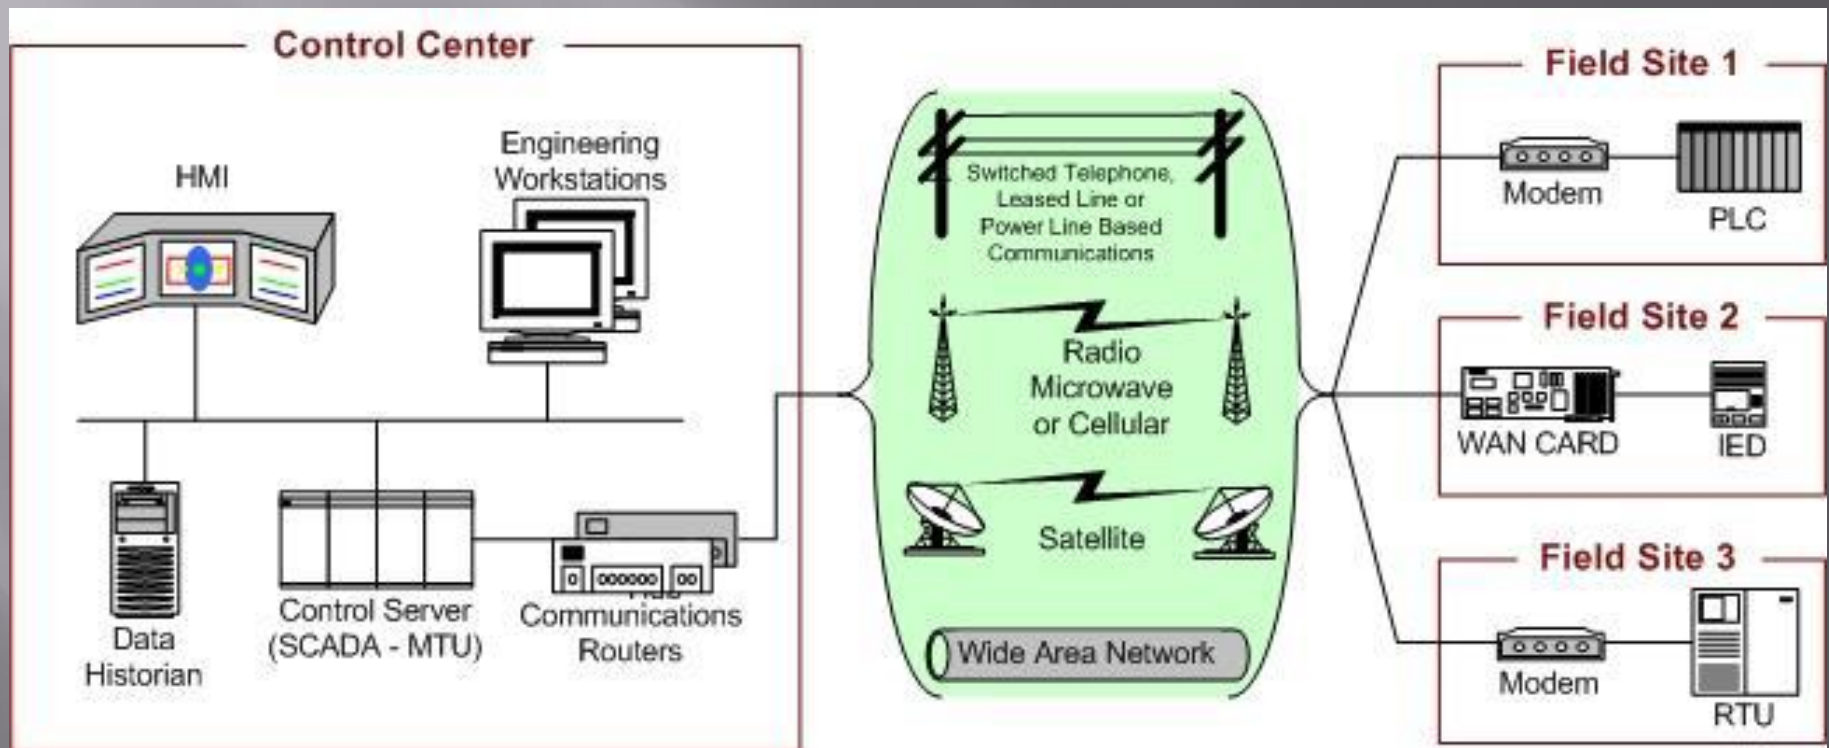 Control Center
HMI
Engineering
Workstations
Data
Historian
Control Server
(SCADA - MTU)
Communications
Routers
Switched Telephone,
Leased Line or
Power Line Based
Communications
Radio
Microwave
or Cellular
Satellite
Wide Area Network
Field Site 1
Modem
PLC
Field Site 2
WAN CARD
IED
Field Site 3
Modem
RTU